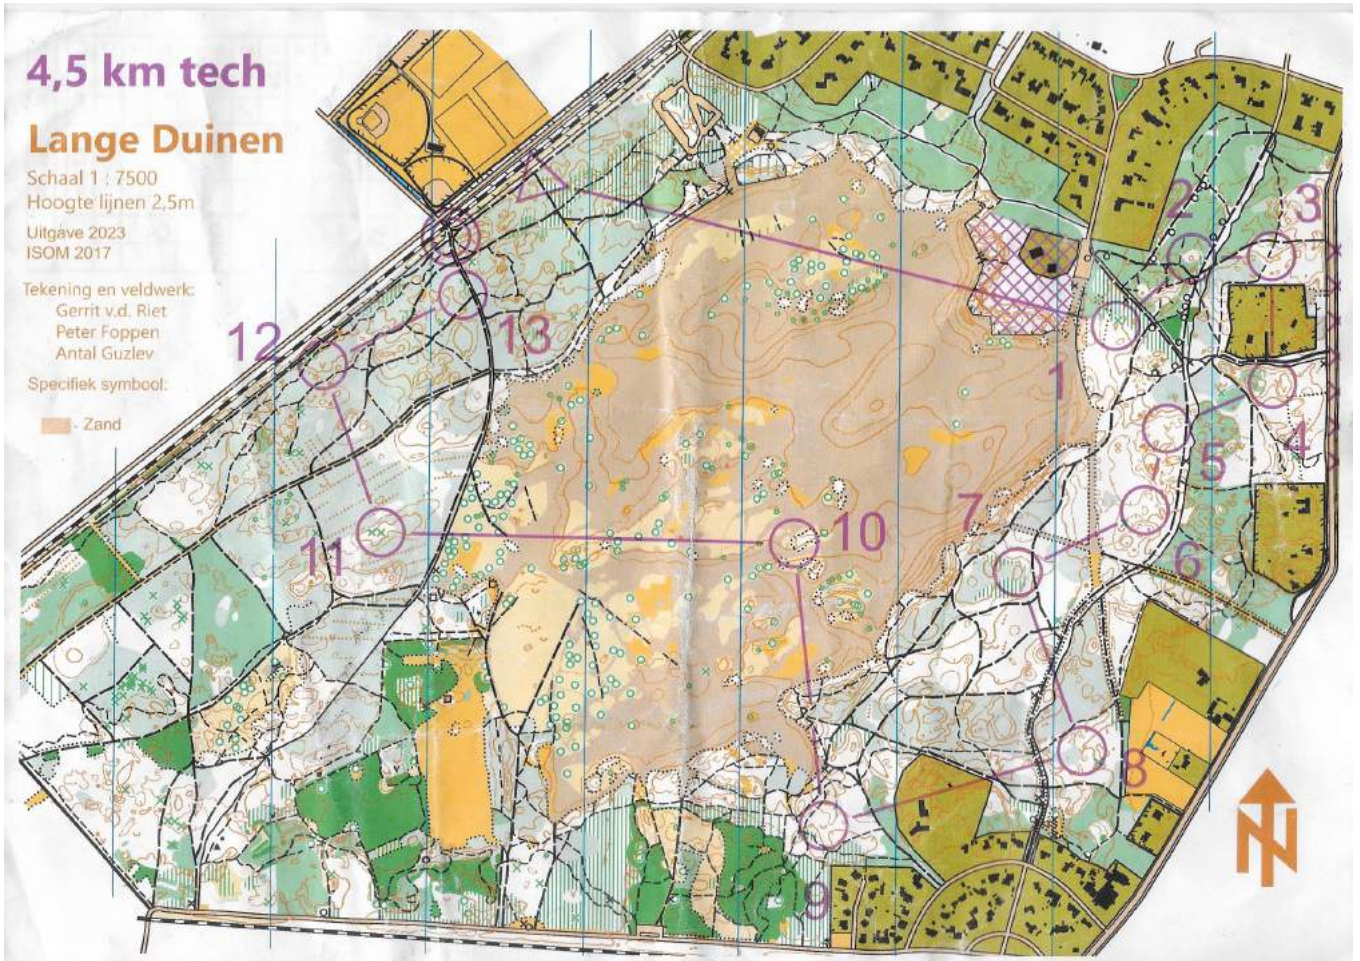 4,5 km tech
Lange Duinen
Schaal 1 : 7500
Hoogte lijnen 2,5m
Uitgave 2023
ISOM 2017
Tekening en veldwerk:
Gerrit v.d. Riet
Peter Foppen
Antal Guzlev
Specifiek symbool:
- Zand
2
3
12
13
1
4
5
7
10
11
6
8
9
N